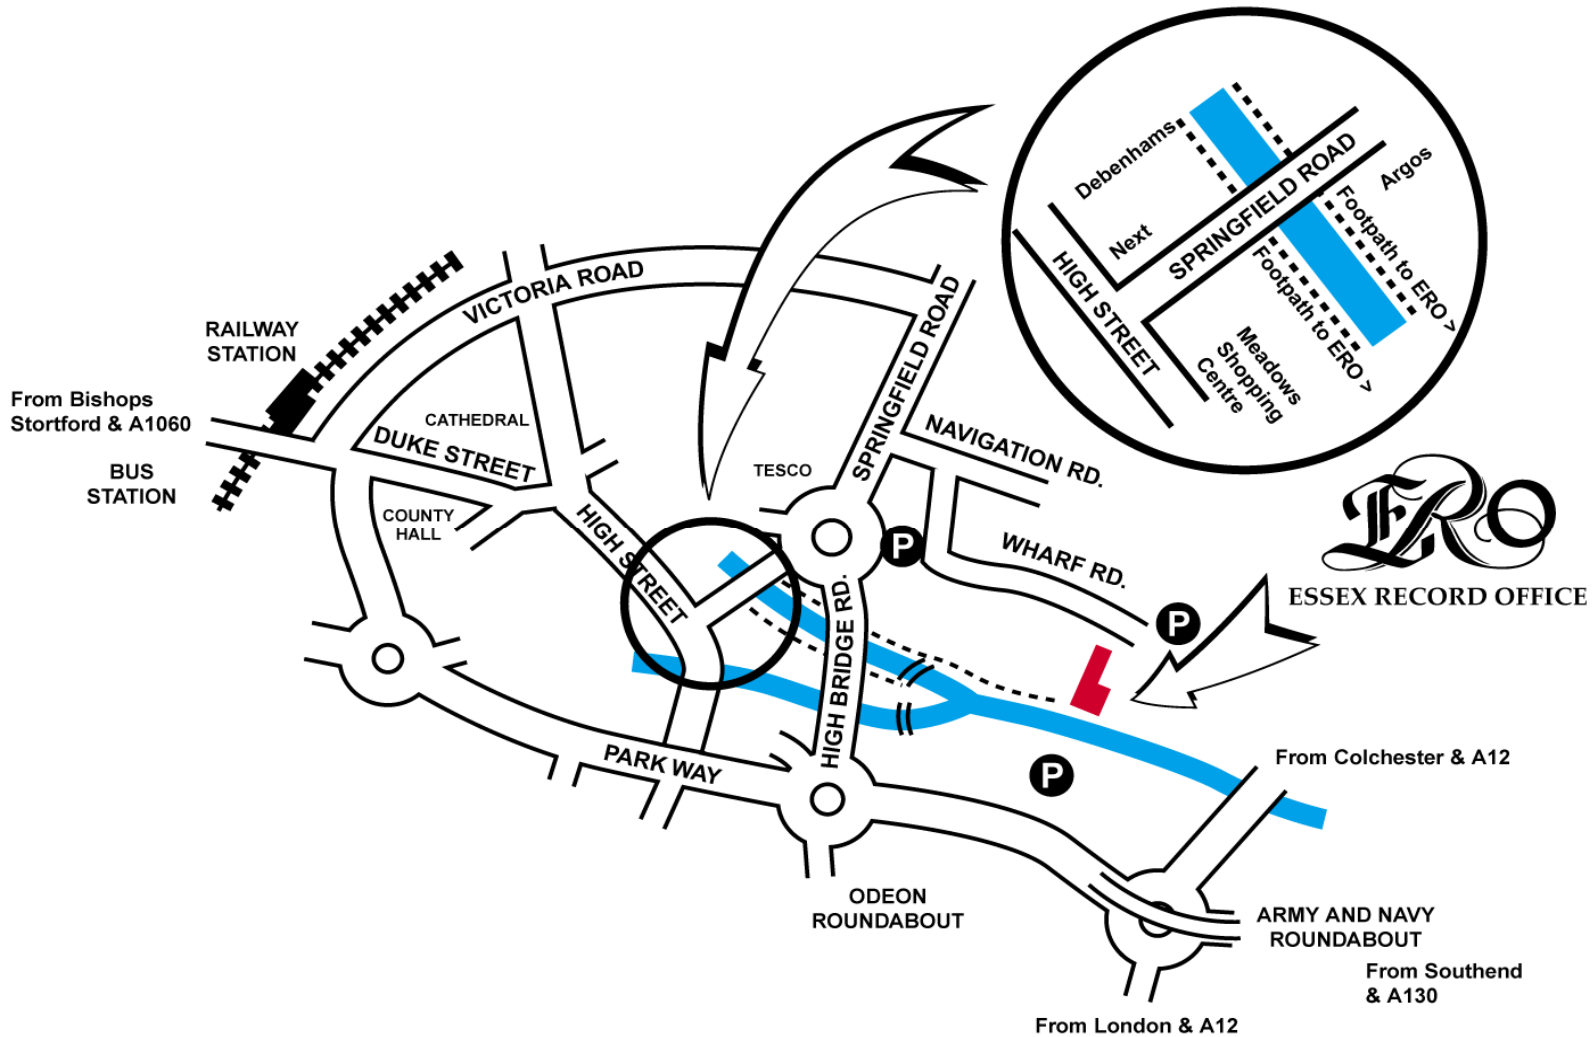 Debenhams
Next
SPRINGFIELD ROAD
Argos
HIGH STREET
Footpath to ERO >
Footpath to ERO >
Meadows
Shopping
Centre
VICTORIA ROAD
RAILWAY
STATION
From Bishops
Stortford & A1060
BUS
STATION
CATHEDRAL
DUKE STREET
COUNTY
HALL
HIGH STREET
TESCO
SPRINGFIELD ROAD
NAVIGATION RD.
P
WHARF RD.
P
ERO
ESSEX RECORD OFFICE
HIGH BRIDGE RD.
PARK WAY
P
From Colchester & A12
ODEON
ROUNDABOUT
ARMY AND NAVY
ROUNDABOUT
From Southend
& A130
From London & A12